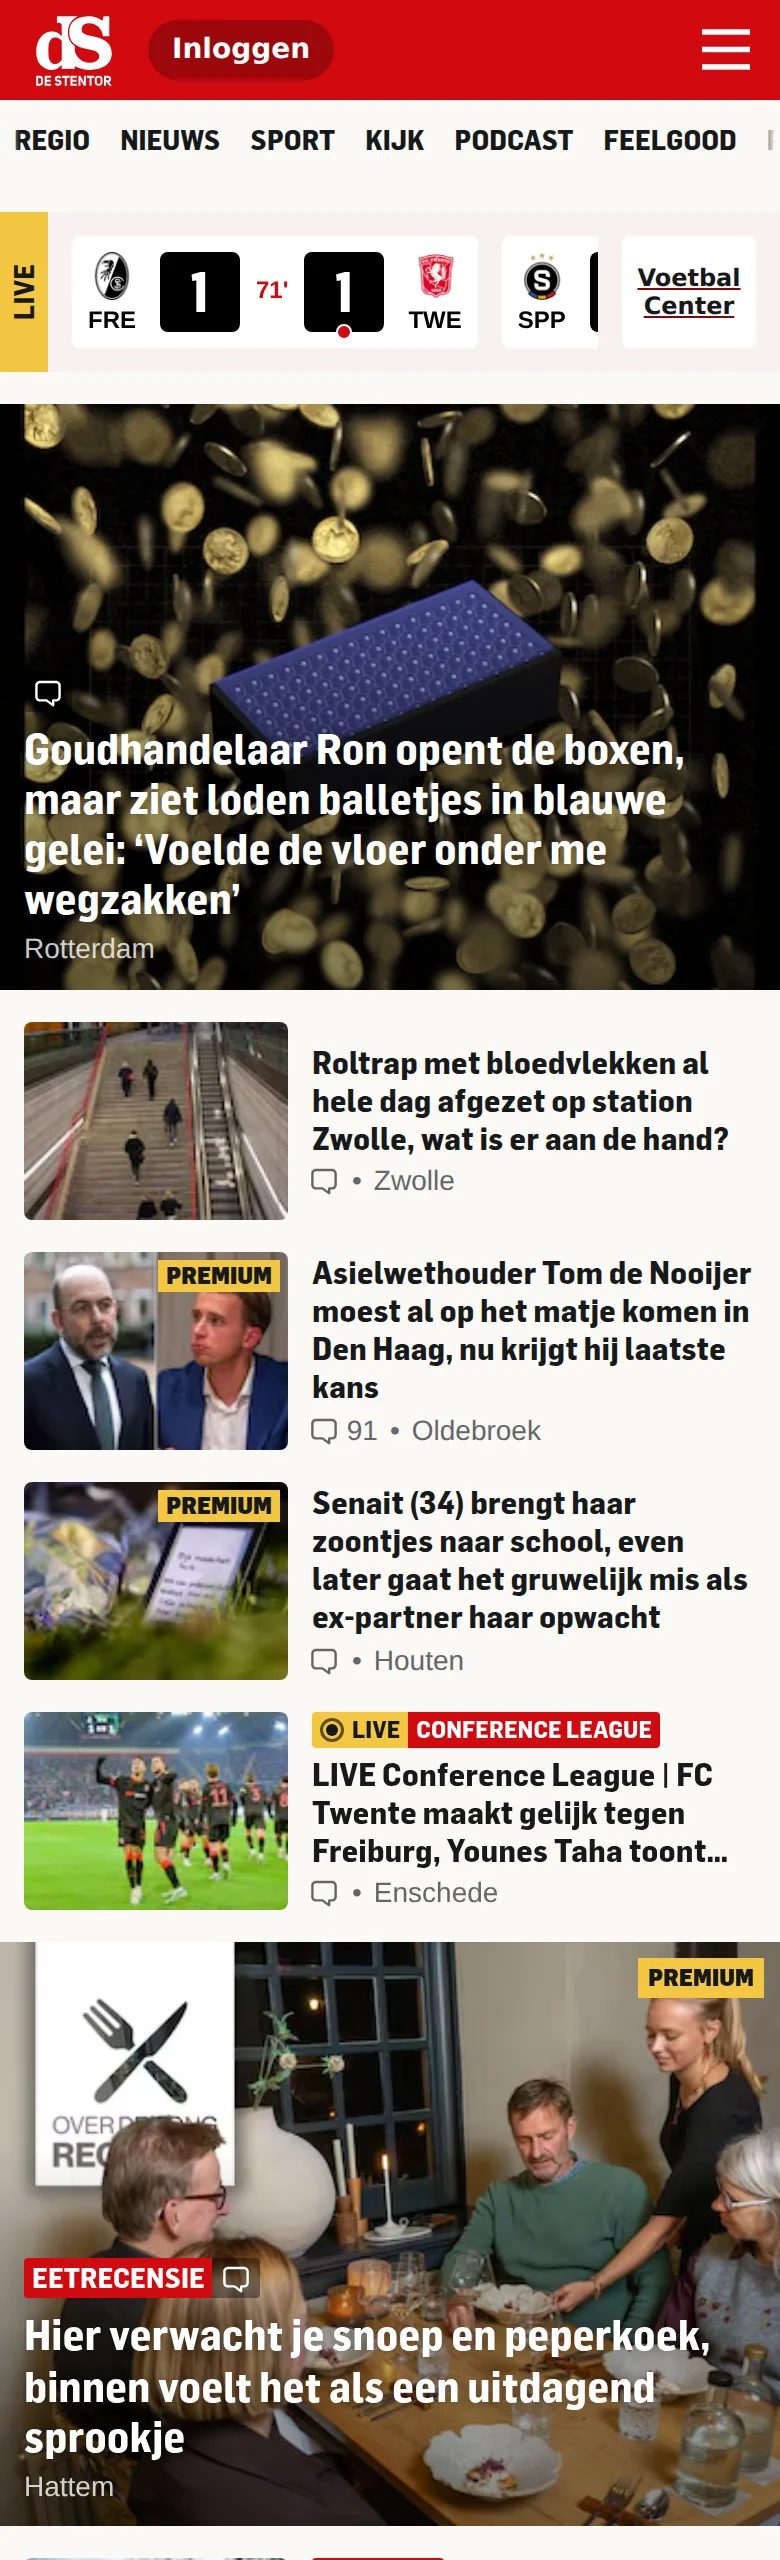 dS
DE STENTOR
Inloggen
REGIO NIEUWS SPORT KIJK PODCAST FEELGOOD
LIVE
FRE 1 71' 1 TWE
SPP
Voetbal
Center
Goudhandelaar Ron opent de boxen,
maar ziet loden balletjes in blauwe
gelei: ‘Voelde de vloer onder me
wegzakken’
Rotterdam
Roltrap met bloedvlekken al
hele dag afgezet op station
Zwolle, wat is er aan de hand?
• Zwolle
PREMIUM
Asielwethouder Tom de Nooijer
moest al op het matje komen in
Den Haag, nu krijgt hij laatste
kans
91 • Oldebroek
PREMIUM
Senait (34) brengt haar
zoontjes naar school, even
later gaat het gruwelijk mis als
ex-partner haar opwacht
• Houten
LIVE CONFERENCE LEAGUE
LIVE Conference League | FC
Twente maakt gelijk tegen
Freiburg, Younes Taha toont...
• Enschede
PREMIUM
OVER DE TONG
EETRECENSIE
Hier verwacht je snoep en peperkoek,
binnen voelt het als een uitdagend
sprookje
Hattem